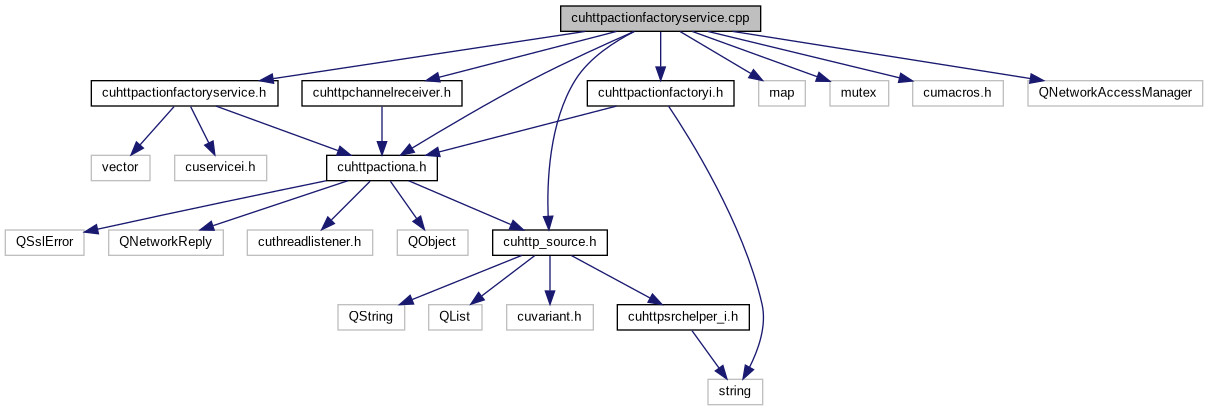 cuhttpactionfactoryservice.cpp
cuhttpactionfactoryservice.h
cuhttpchannelreceiver.h
cuhttpactionfactoryi.h
map
mutex
cumacros.h
QNetworkAccessManager
vector
cuservicei.h
cuhttpactiona.h
QSslError
QNetworkReply
cuthreadlistener.h
QObject
cuhttp_source.h
QString
QList
cuvariant.h
cuhttpsrchelper_i.h
string